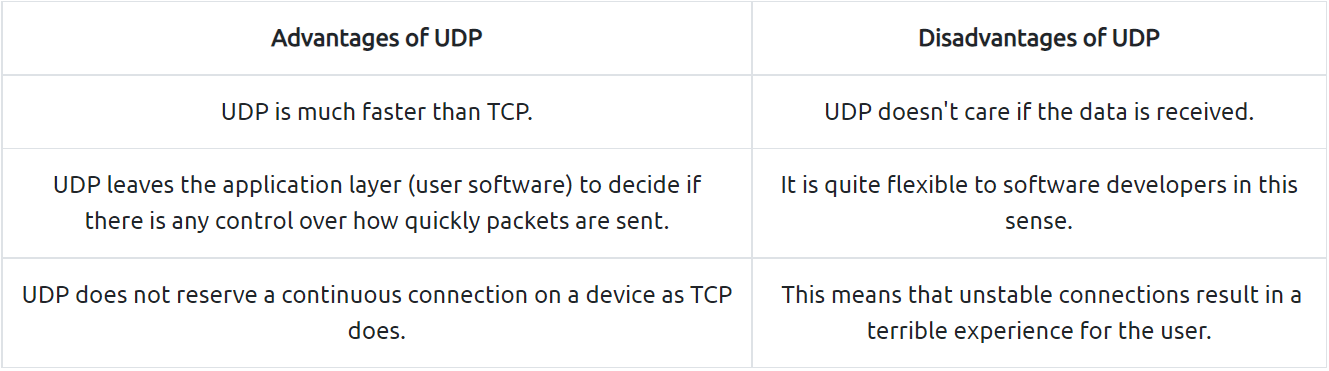 Advantages of UDP
Disadvantages of UDP
UDP is much faster than TCP.
UDP doesn't care if the data is received.
UDP leaves the application layer (user software) to decide if
there is any control over how quickly packets are sent.
It is quite flexible to software developers in this
sense.
UDP does not reserve a continuous connection on a device as TCP
does.
This means that unstable connections result in a
terrible experience for the user.